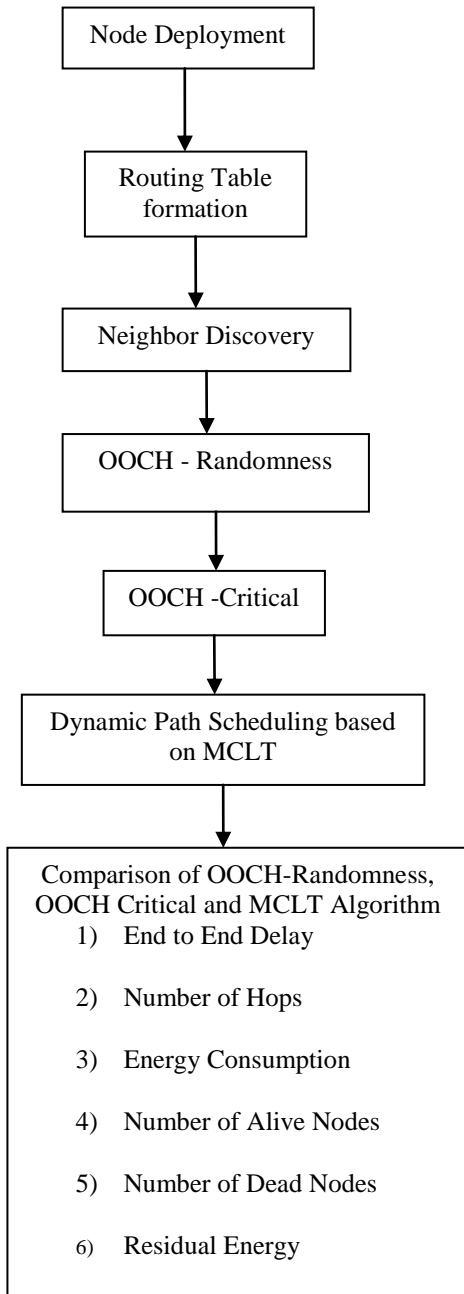 Node Deployment
Routing Table
formation
Neighbor Discovery
OOCH - Randomness
OOCH -Critical
Dynamic Path Scheduling based
on MCLT
Comparison of OOCH-Randomness,
OOCH Critical and MCLT Algorithm
1) End to End Delay
2) Number of Hops
3) Energy Consumption
4) Number of Alive Nodes
5) Number of Dead Nodes
6) Residual Energy